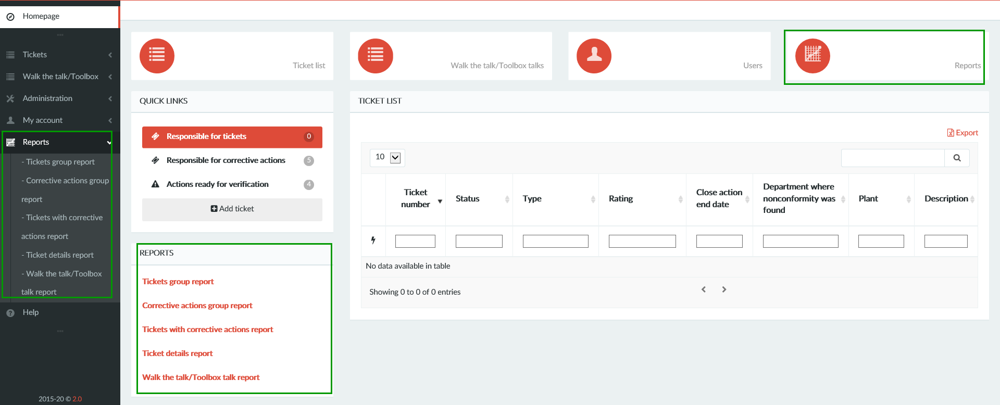 Homepage
Tickets
Walk the talk/Toolbox
Administration
My account
Reports
- Tickets group report
- Corrective actions group
report
- Tickets with corrective
actions report
- Ticket details report
- Walk the talk/Toolbox
talk report
Help
2015-20 © 2.0
Ticket list
Walk the talk/Toolbox talks
Users
Reports
QUICK LINKS
Responsible for tickets 0
Responsible for corrective actions 5
Actions ready for verification 4
Add ticket
REPORTS
Tickets group report
Corrective actions group report
Tickets with corrective actions report
Ticket details report
Walk the talk/Toolbox talk report
TICKET LIST
Export
10
Ticket
number
Status
Type
Rating
Close action
end date
Department where
nonconformity was
found
Plant
Description
No data available in table
Showing 0 to 0 of 0 entries